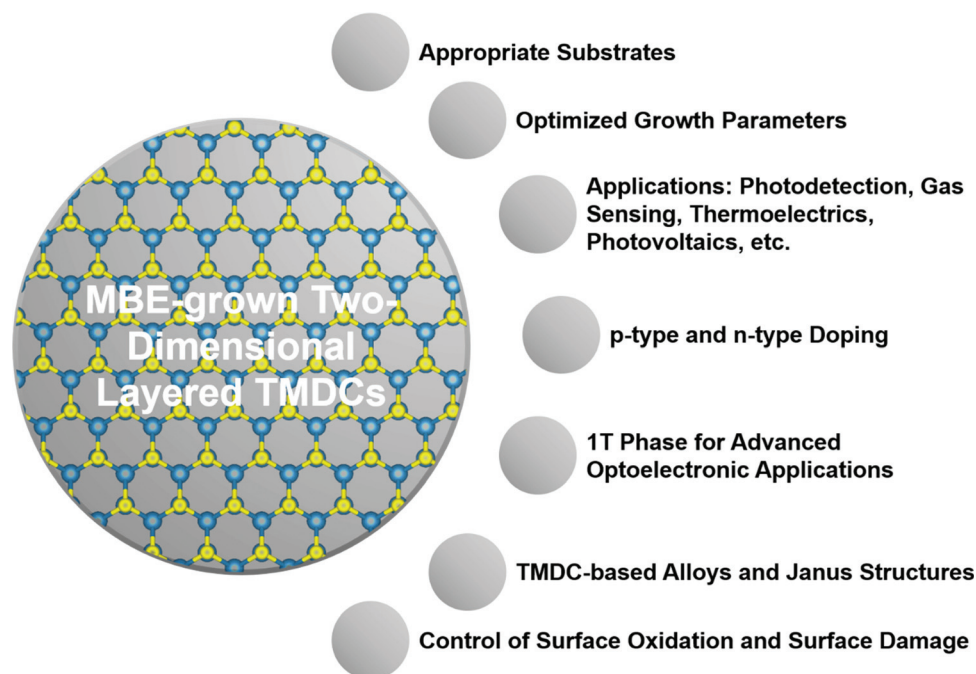 Appropriate Substrates
Optimized Growth Parameters
Applications: Photodetection, Gas
Sensing, Thermoelectrics,
Photovoltaics, etc.
MBE-grown Two-
Dimensional
Layered TMDCs
p-type and n-type Doping
1T Phase for Advanced
Optoelectronic Applications
TMDC-based Alloys and Janus Structures
Control of Surface Oxidation and Surface Damage